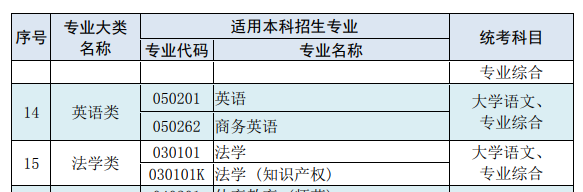 序号 专业大类名称 适用本科招生专业 统考科目
专业代码 专业名称
专业综合
14 英语类 050201 英语 大学语文、
050262 商务英语 专业综合
15 法学类 030101 法学 大学语文、
030101K 法学（知识产权） 专业综合